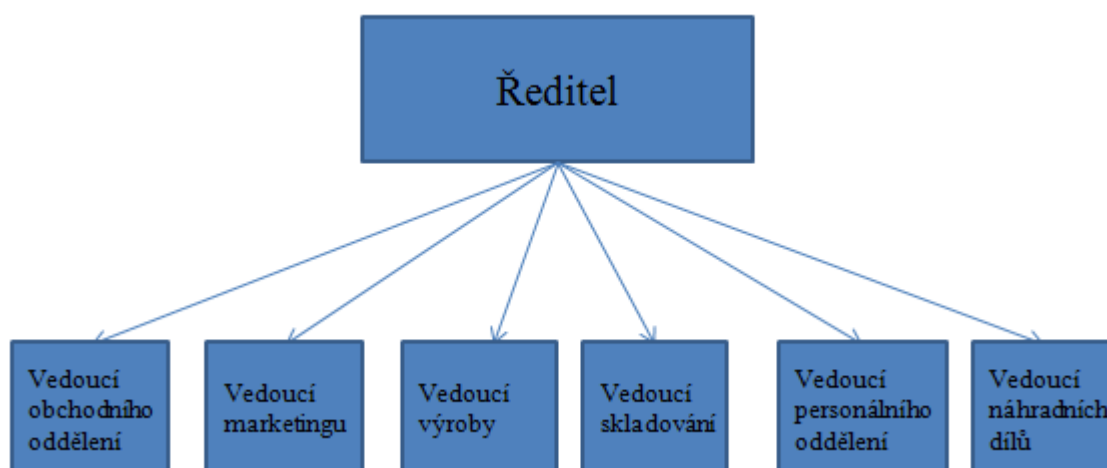 Ředitel
Vedoucí
obchodního
oddělení
Vedoucí
marketingu
Vedoucí
výroby
Vedoucí
skladování
Vedoucí
personálního
oddělení
Vedoucí
náhradních
dílů